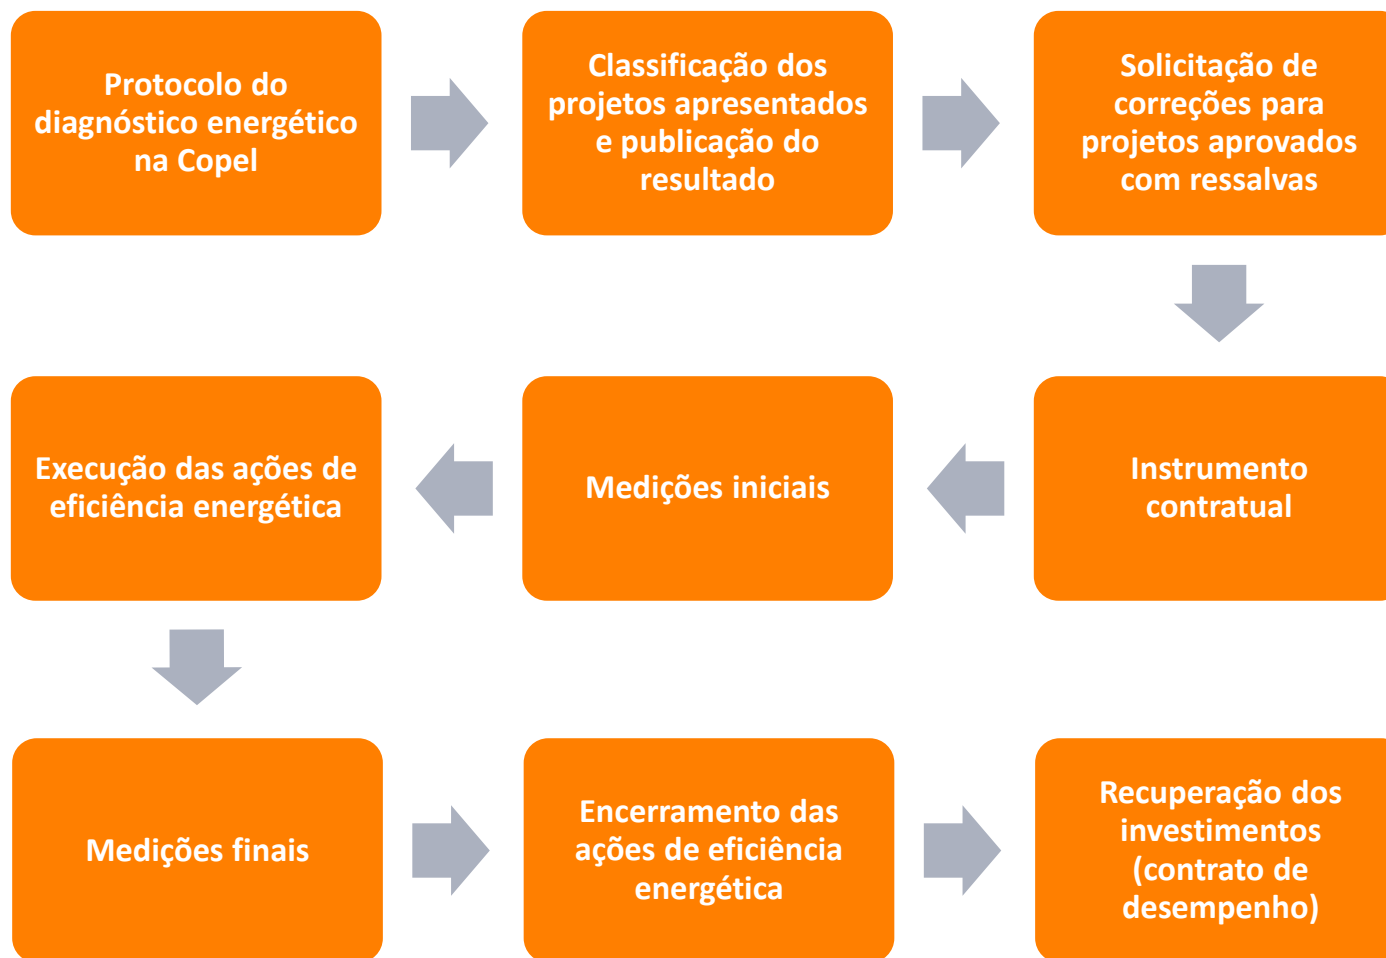 Protocolo do
diagnóstico energético
na Copel
Classificação dos
projetos apresentados
e publicação do
resultado
Solicitação de
correções para
projetos aprovados
com ressalvas
Instrumento
contratual
Medições iniciais
Execução das ações de
eficiência energética
Medições finais
Encerramento das
ações de eficiência
energética
Recuperação dos
investimentos
(contrato de
desempenho)